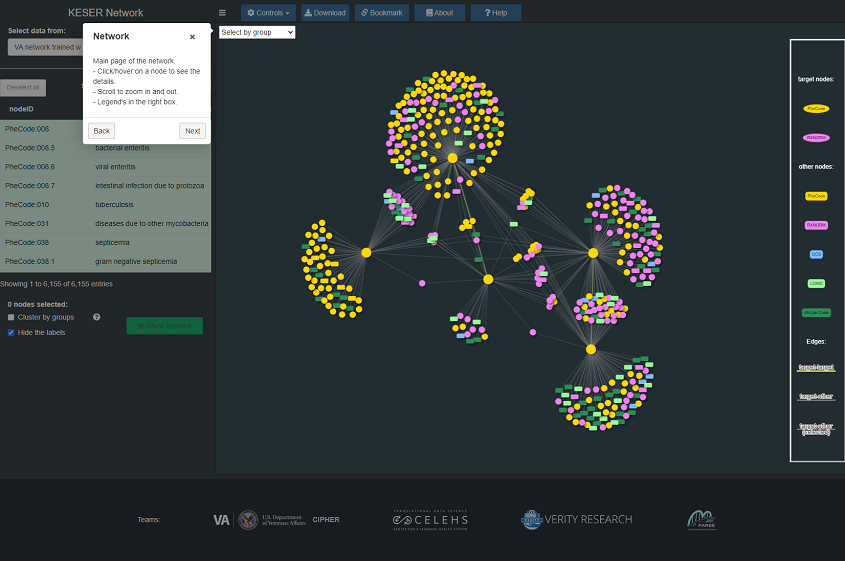 KESER Network
Controls
Download
Bookmark
About
Help
Select data from:
VA network trained w
Select by group
Network
×
Main page of the network.
- Click/hover on a node to see the
details.
- Scroll to zoom in and out.
- Legend's in the right box.
Back
Next
Deselect all
nodeID
PheCode:008
PheCode:008.5 bacterial enteritis
PheCode:008.6 viral enteritis
PheCode:008.7 intestinal infection due to protozoa
PheCode:010 tuberculosis
PheCode:031 diseases due to other mycobacteria
PheCode:038 septicemia
PheCode:038.1 gram negative septicemia
Showing 1 to 6,155 of 6,155 entries
0 nodes selected:
Cluster by groups
Hide the labels
Show network
target nodes:
PheCode
RXNORM
other nodes:
PheCode
RXNORM
CCS
LOINC
VA Lab Code
Edges:
target-target
target-other
target-other
(selected)
Teams:
VA
U.S. Department
of Veterans Affairs
CIPHER
TRANSLATIONAL DATA SCIENCE
CELEHS
CENTER FOR A LEARNING HEALTH SYSTEM
VERITY RESEARCH
PARSE